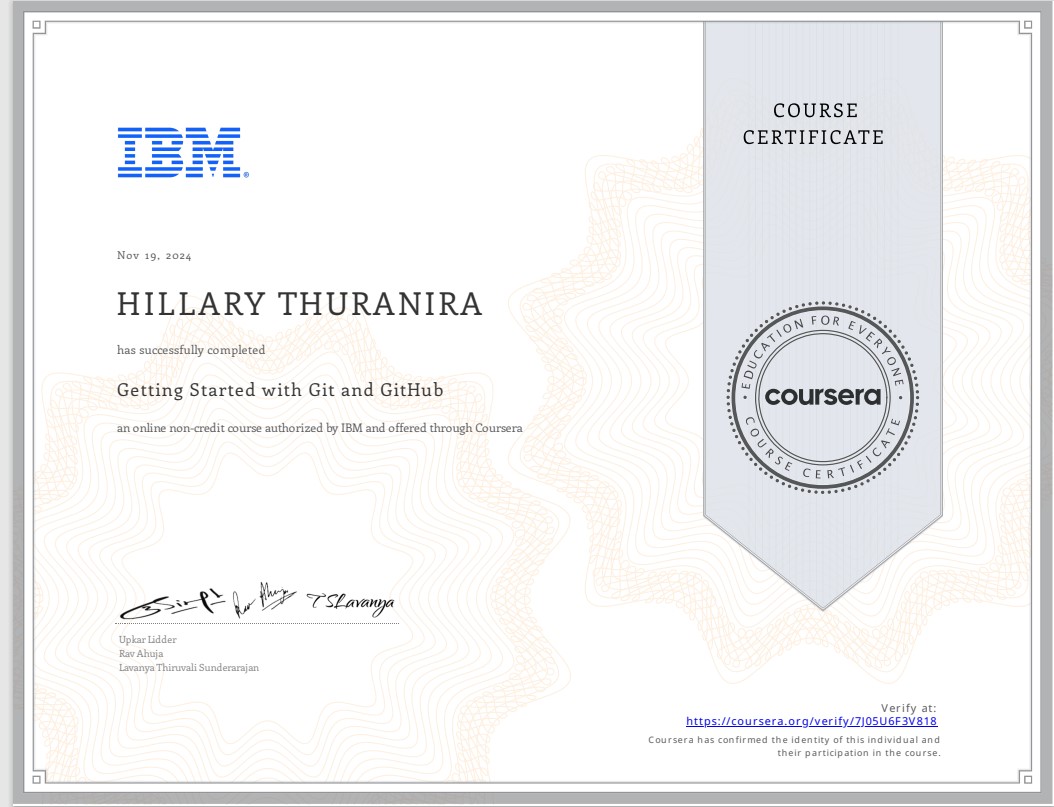 COURSE
CERTIFICATE
IBM®
Nov 19, 2024
HILLARY THURANIRA
has successfully completed
Getting Started with Git and GitHub
an online non-credit course authorized by IBM and offered through Coursera
EDUCATION FOR EVERYONE
coursera
COURSE CERTIFICATE
T S Lavanya
Upkar Lidder
Rav Ahuja
Lavanya Thiruvali Sunderarajan
Verify at:
https://coursera.org/verify/7J05U6F3V818
Coursera has confirmed the identity of this individual and
their participation in the course.